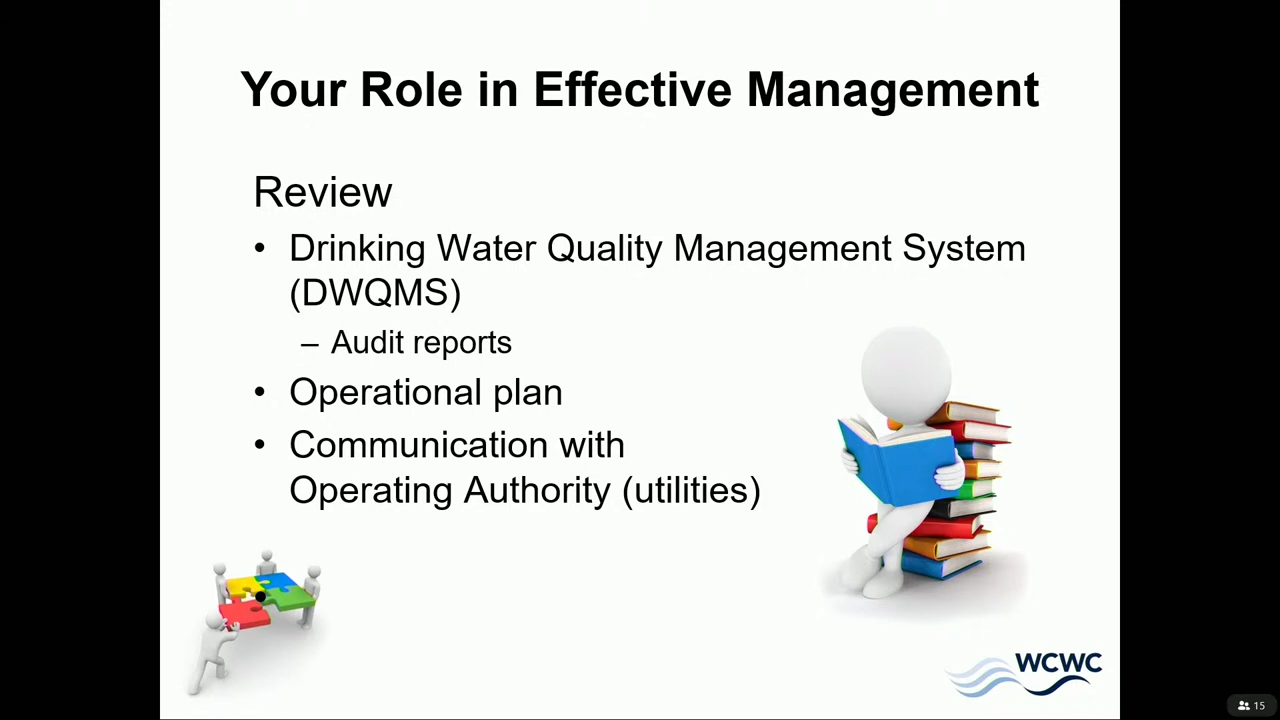 Your Role in Effective Management
Review
• Drinking Water Quality Management System
(DWQMS)
– Audit reports
• Operational plan
• Communication with
Operating Authority (utilities)
WCWC
15